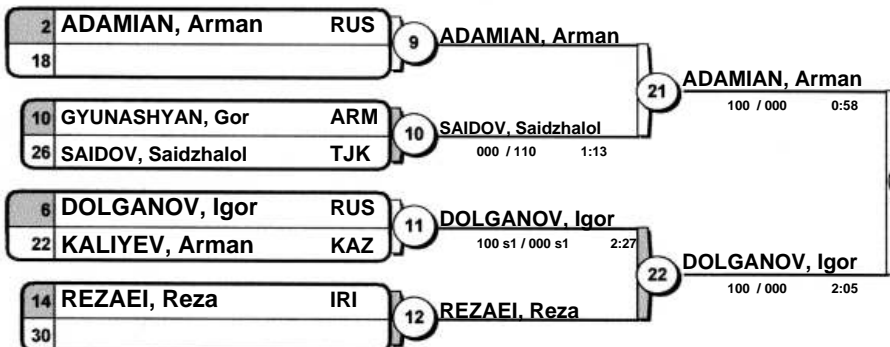 2 ADAMIAN, Arman RUS
18
9
ADAMIAN, Arman
10 GYUNASHYAN, Gor ARM
26 SAIDOV, Saidzhalol TJK
10
SAIDOV, Saidzhalol
000 / 110 1:13
21
ADAMIAN, Arman
100 / 000 0:58
6 DOLGANOV, Igor RUS
22 KALIYEV, Arman KAZ
11
DOLGANOV, Igor
100 s1 / 000 s1 2:27
14 REZAEI, Reza IRI
30
12
REZAEI, Reza
22
DOLGANOV, Igor
100 / 000 2:05